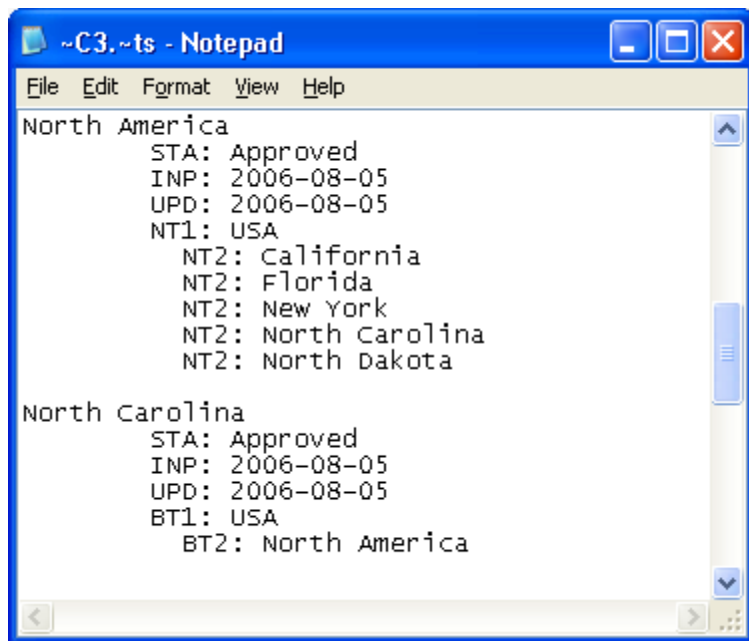 ~C3.~ts - Notepad
File Edit Format View Help
North America
STA: Approved
INP: 2006-08-05
UPD: 2006-08-05
NT1: USA
NT2: California
NT2: Florida
NT2: New York
NT2: North Carolina
NT2: North Dakota
North Carolina
STA: Approved
INP: 2006-08-05
UPD: 2006-08-05
BT1: USA
BT2: North America